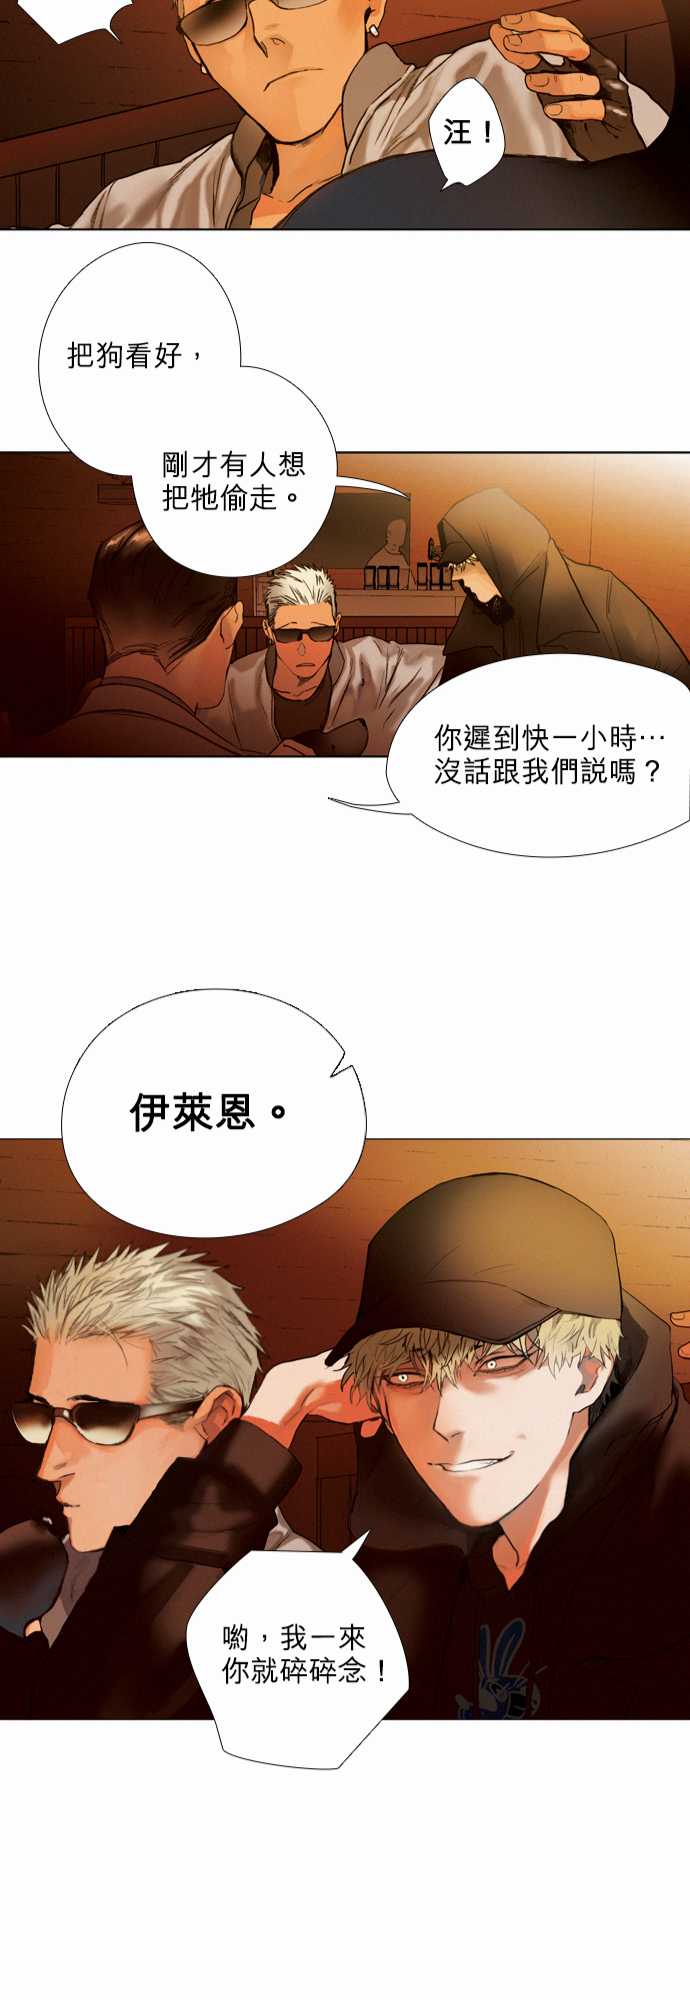 汪！
把狗看好，
剛才有人想
把牠偷走。
你遲到快一小時⋯
沒話跟我們説嗎？
伊萊恩。
喲，我一來
你就碎碎念！